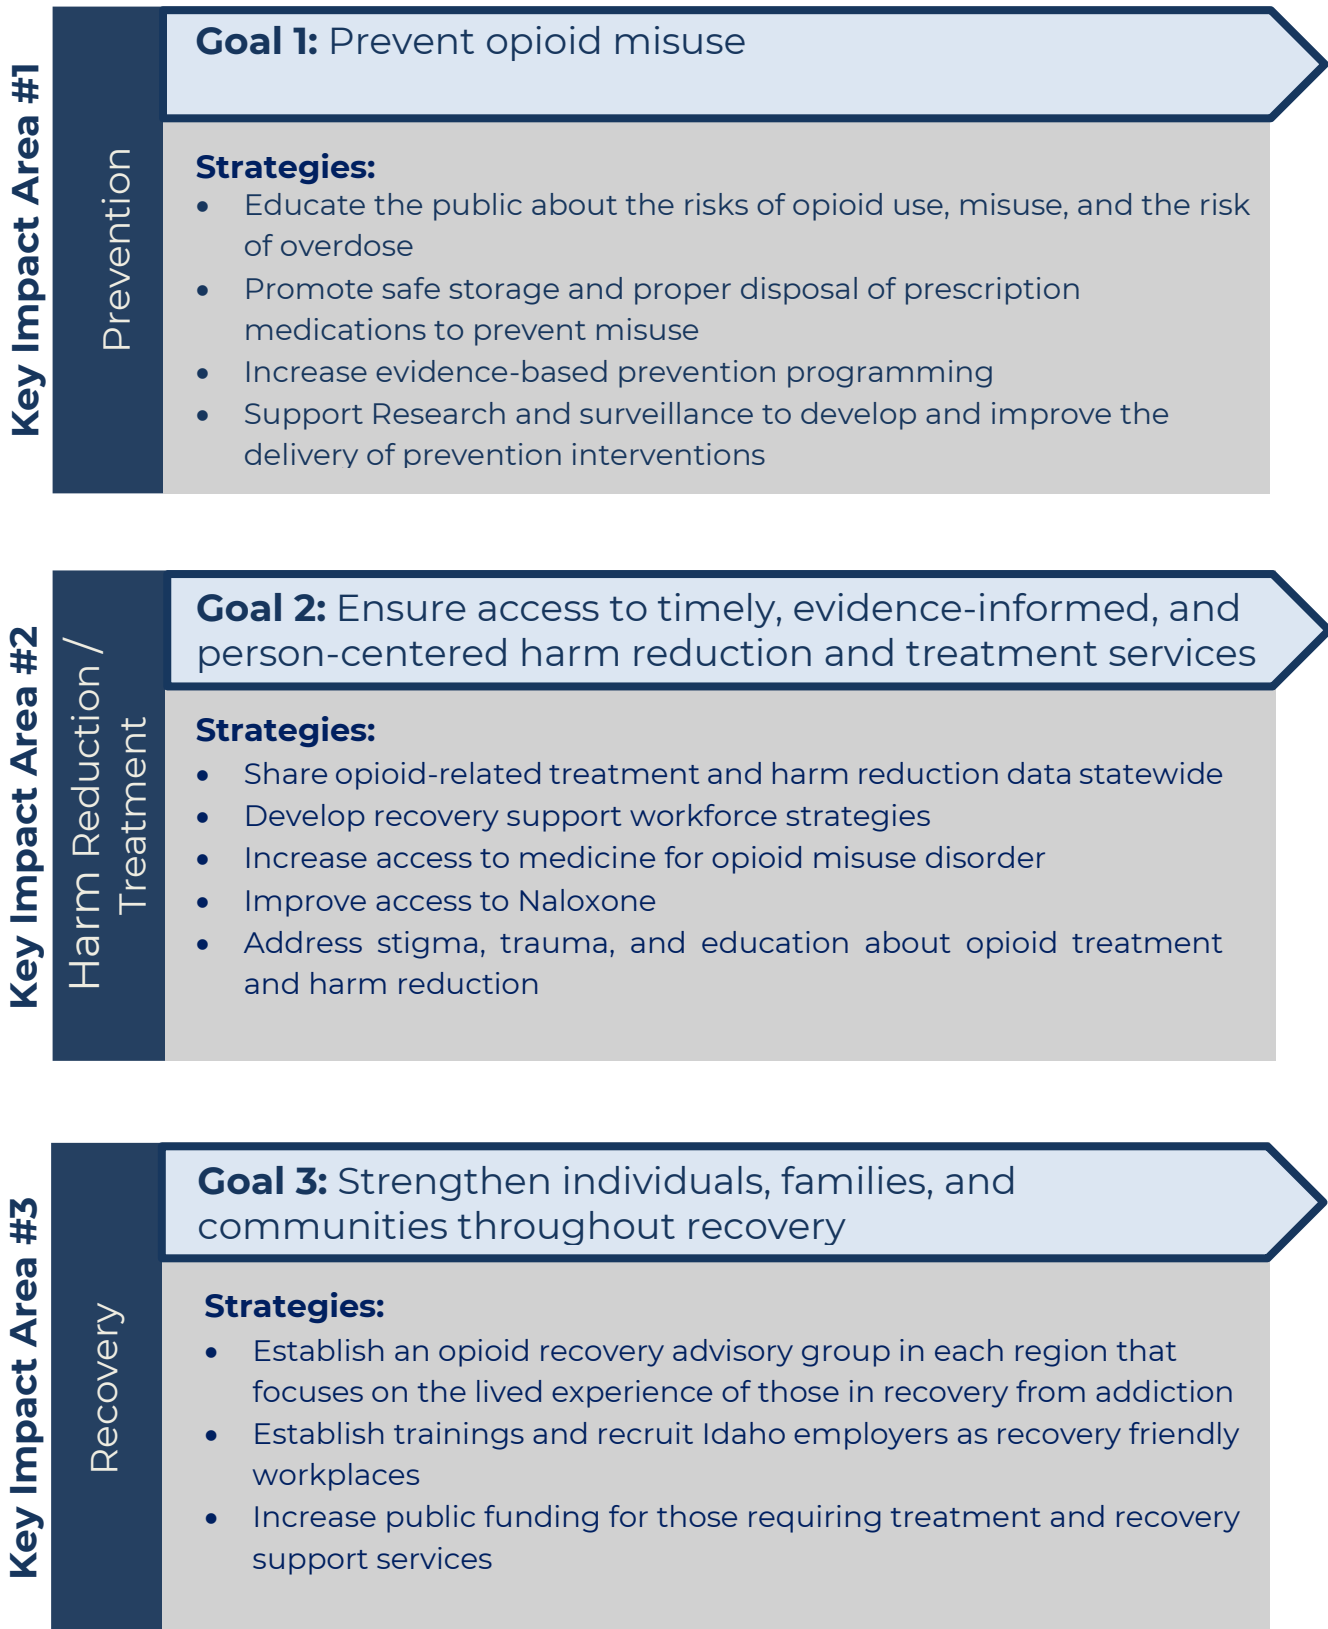 Key Impact Area #1
Prevention
Goal 1: Prevent opioid misuse
Strategies:
• Educate the public about the risks of opioid use, misuse, and the risk
of overdose
• Promote safe storage and proper disposal of prescription
medications to prevent misuse
• Increase evidence-based prevention programming
• Support Research and surveillance to develop and improve the
delivery of prevention interventions
Key Impact Area #2
Harm Reduction /
Treatment
Goal 2: Ensure access to timely, evidence-informed, and
person-centered harm reduction and treatment services
Strategies:
• Share opioid-related treatment and harm reduction data statewide
• Develop recovery support workforce strategies
• Increase access to medicine for opioid misuse disorder
• Improve access to Naloxone
• Address stigma, trauma, and education about opioid treatment
and harm reduction
Key Impact Area #3
Recovery
Goal 3: Strengthen individuals, families, and
communities throughout recovery
Strategies:
• Establish an opioid recovery advisory group in each region that
focuses on the lived experience of those in recovery from addiction
• Establish trainings and recruit Idaho employers as recovery friendly
workplaces
• Increase public funding for those requiring treatment and recovery
support services